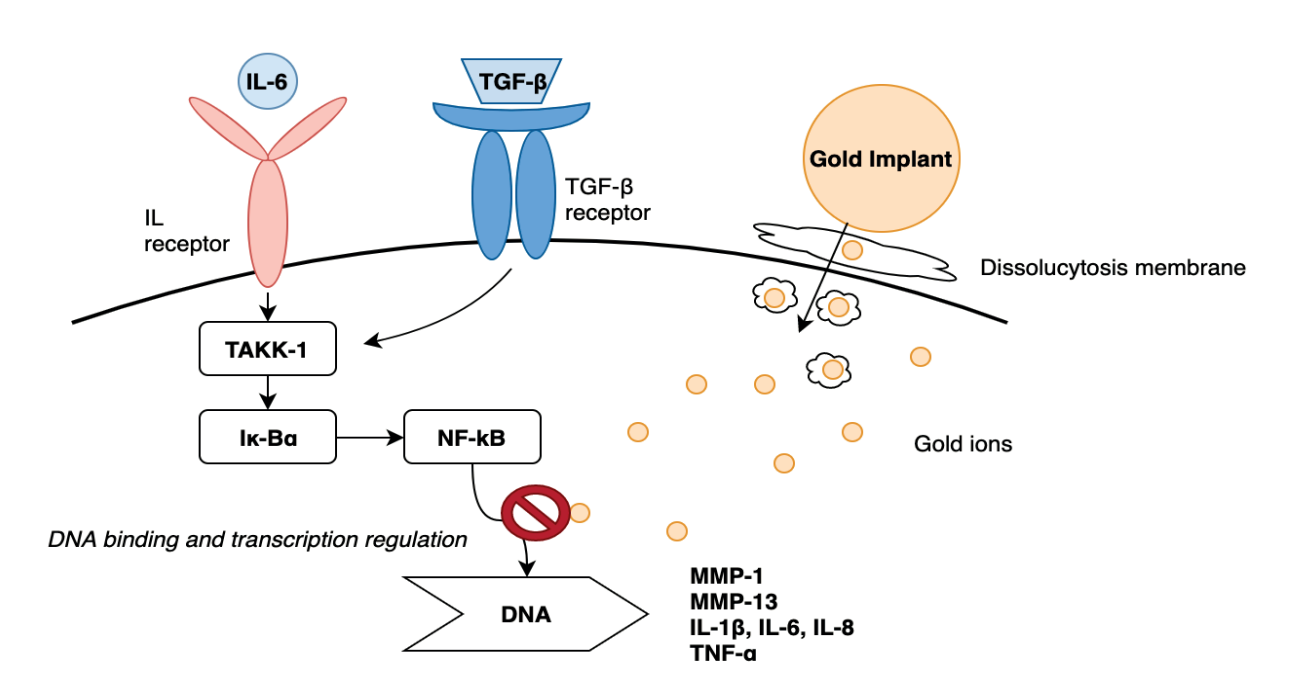 IL-6
TGF-β
Gold Implant
IL
receptor
TGF-β
receptor
Dissolucytosis membrane
TAKK-1
Iκ-Bα
NF-kB
Gold ions
DNA binding and transcription regulation
DNA
MMP-1
MMP-13
IL-1β, IL-6, IL-8
TNF-α